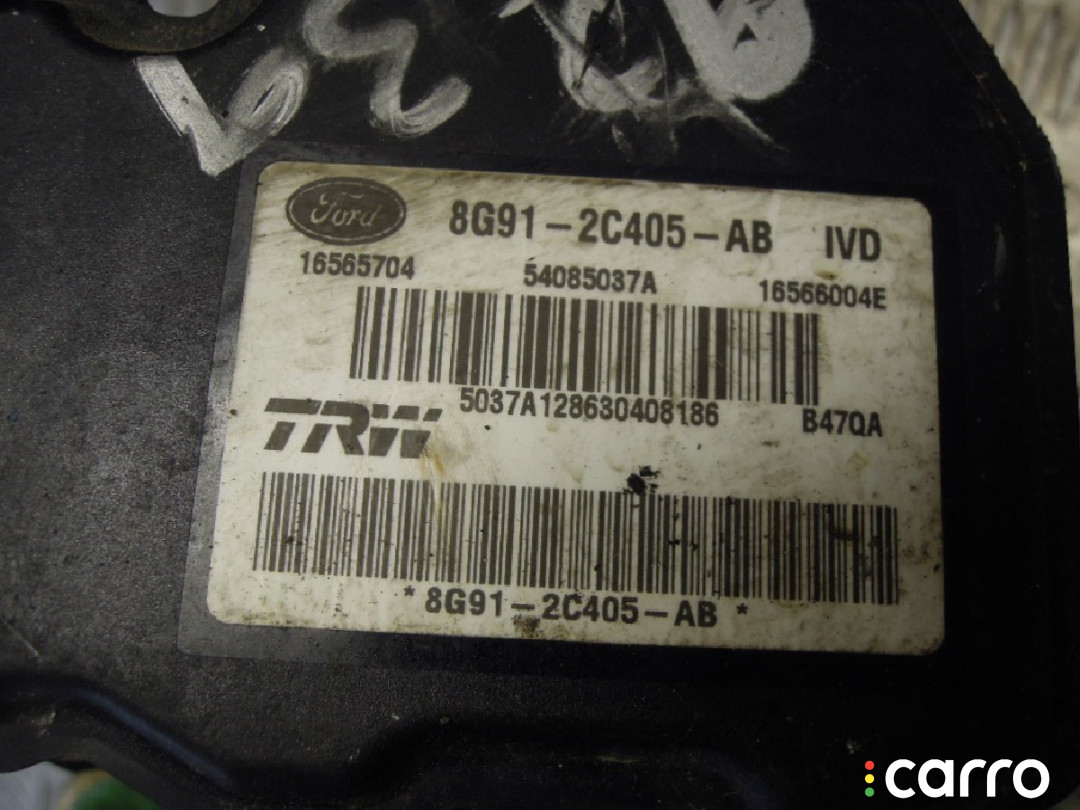 Ford 8G91-2C405-AB IVD
16565704 54085037A 16566004E
5037A128630408186 B47QA
TRW
* 8G91-2C405-AB *
carro